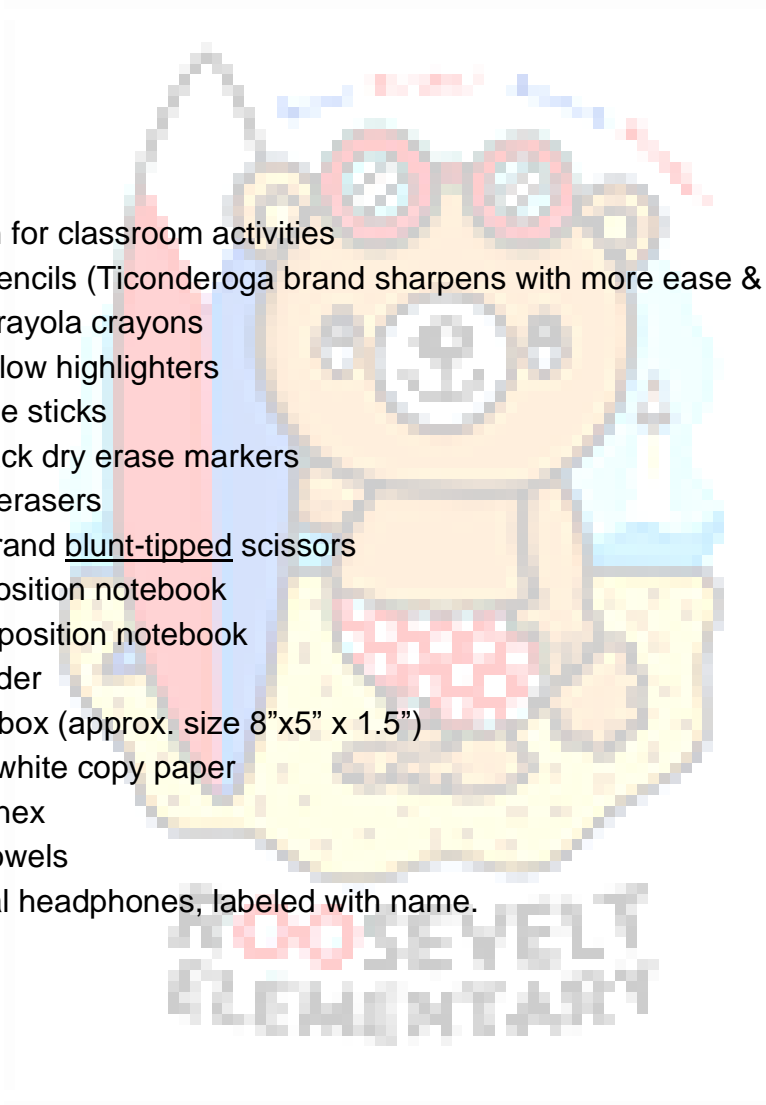 for classroom activities
encils (Ticonderoga brand sharpens with more ease &
rayola crayons
low highlighters
e sticks
ck dry erase markers
erasers
rand blunt-tipped scissors
osition notebook
position notebook
der
box (approx. size 8”x5” x 1.5”)
white copy paper
nex
owels
l headphones, labeled with name.
ROOSEVELT
ELEMENTARY